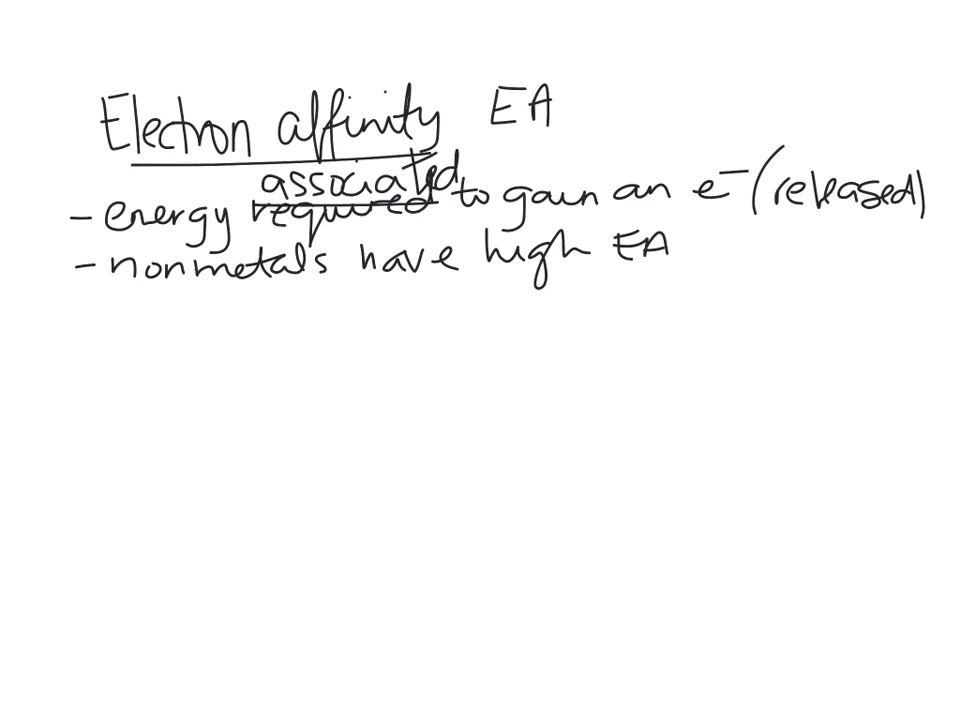 Electron affinity EA
associated
- energy required to gain an e⁻ (released)
- nonmetals have high EA